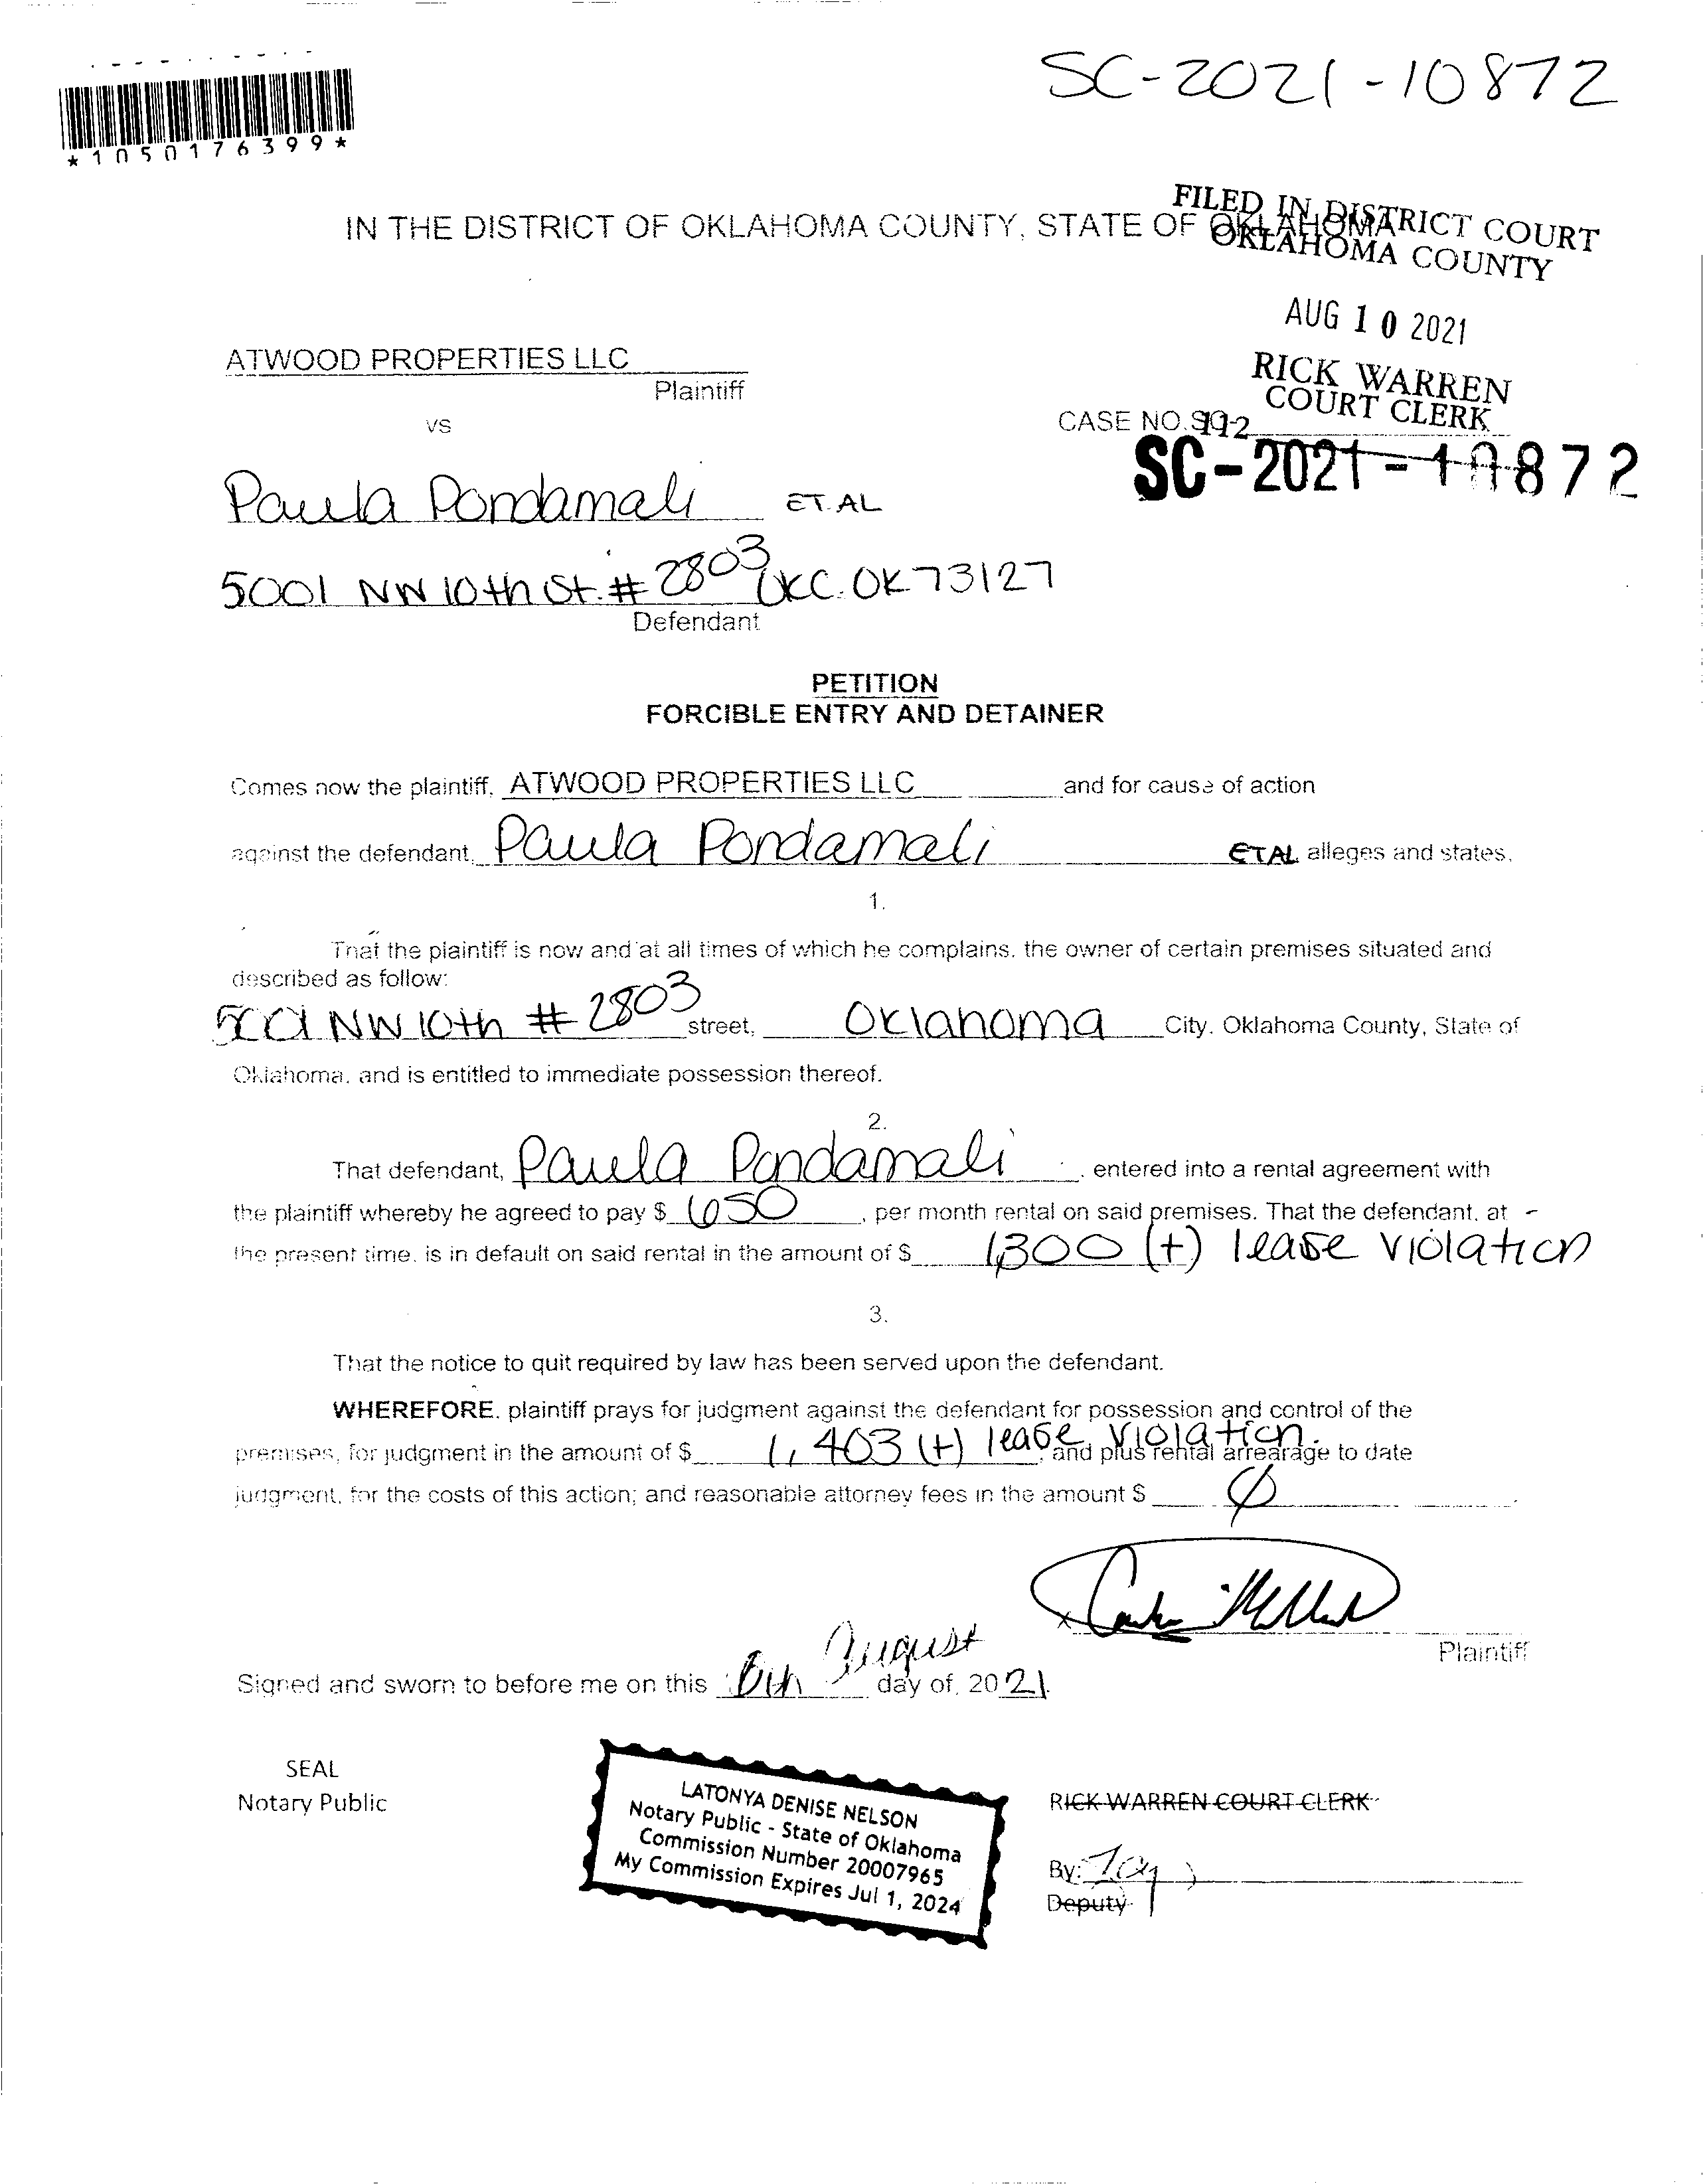 SC-2021-10872
*1050176399*
FILED IN DISTRICT COURT
OKLAHOMA COUNTY
IN THE DISTRICT OF OKLAHOMA COUNTY, STATE OF OKLAHOMA
AUG 10 2021
RICK WARREN
COURT CLERK
ATWOOD PROPERTIES LLC
Plaintiff
vs
CASE NO.
SC-2021-10872
Paula Pondamali ET.AL
5001 NW 10th St. # 2803 OKC. OK 73127
Defendant
PETITION
FORCIBLE ENTRY AND DETAINER
Comes now the plaintiff, ATWOOD PROPERTIES LLC and for cause of action
against the defendant, Paula Pondamali ETAL alleges and states,
1.
That the plaintiff is now and at all times of which he complains, the owner of certain premises situated and
described as follow:
5001 NW 10th # 2803 street, Oklahoma City, Oklahoma County, State of
Oklahoma, and is entitled to immediate possession thereof.
2.
That defendant, Paula Pondamali, entered into a rental agreement with
the plaintiff whereby he agreed to pay $ 650, per month rental on said premises. That the defendant, at
the present time, is in default on said rental in the amount of $ 1,300 (+) lease violation
3.
That the notice to quit required by law has been served upon the defendant.
WHEREFORE, plaintiff prays for judgment against the defendant for possession and control of the
premises, for judgment in the amount of $ 1,403 (+) lease violation. and plus rental arrearage to date
judgment, for the costs of this action; and reasonable attorney fees in the amount $ Ø
Plaintiff
Signed and sworn to before me on this August day of, 2021.
SEAL
Notary Public
LATONYA DENISE NELSON
Notary Public - State of Oklahoma
Commission Number 20007965
My Commission Expires Jul 1, 2024
RICK WARREN COURT CLERK
By:
Deputy